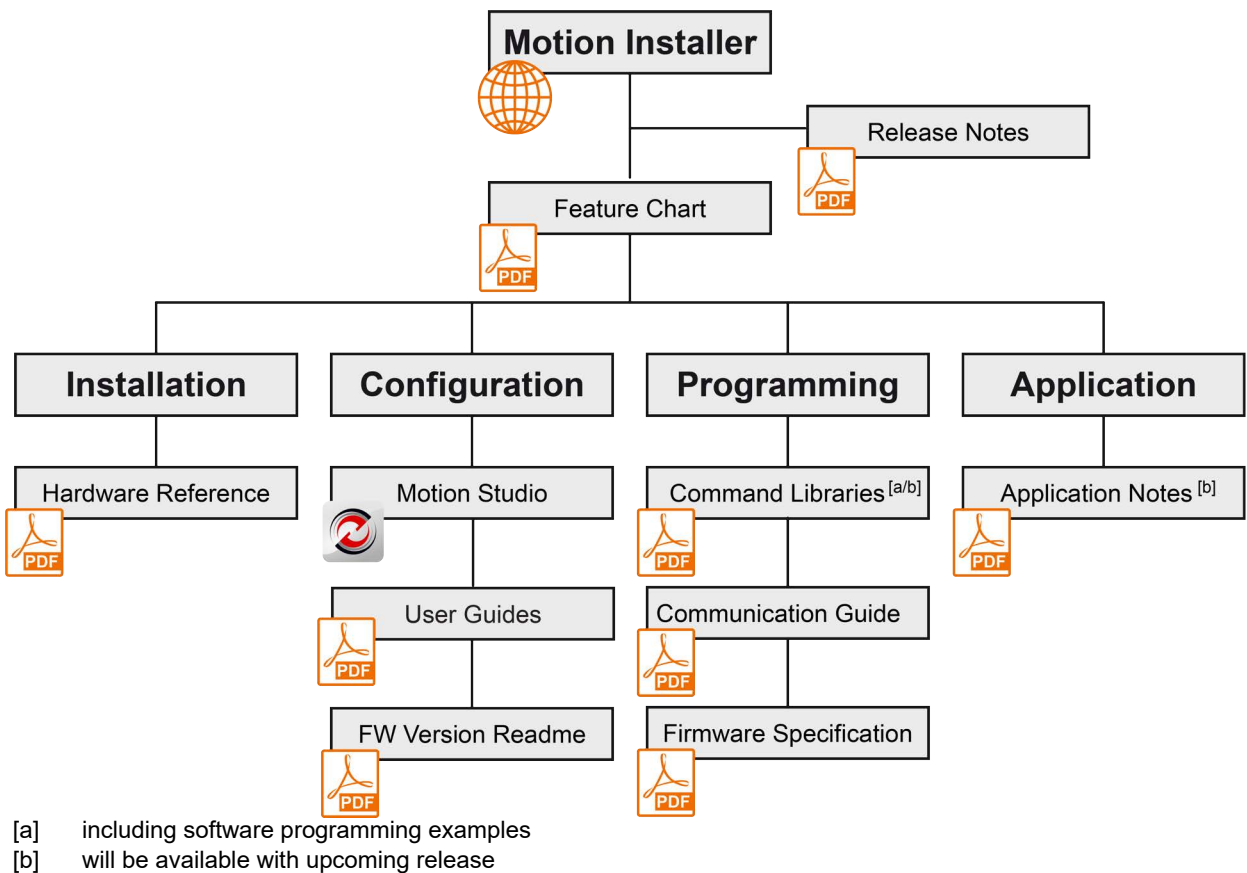 Motion Installer
Release Notes
PDF
Feature Chart
PDF
Installation
Configuration
Programming
Application
Hardware Reference
Motion Studio
Command Libraries [a/b]
Application Notes [b]
PDF
PDF
PDF
User Guides
Communication Guide
PDF
PDF
FW Version Readme
Firmware Specification
PDF
PDF
[a] including software programming examples
[b] will be available with upcoming release